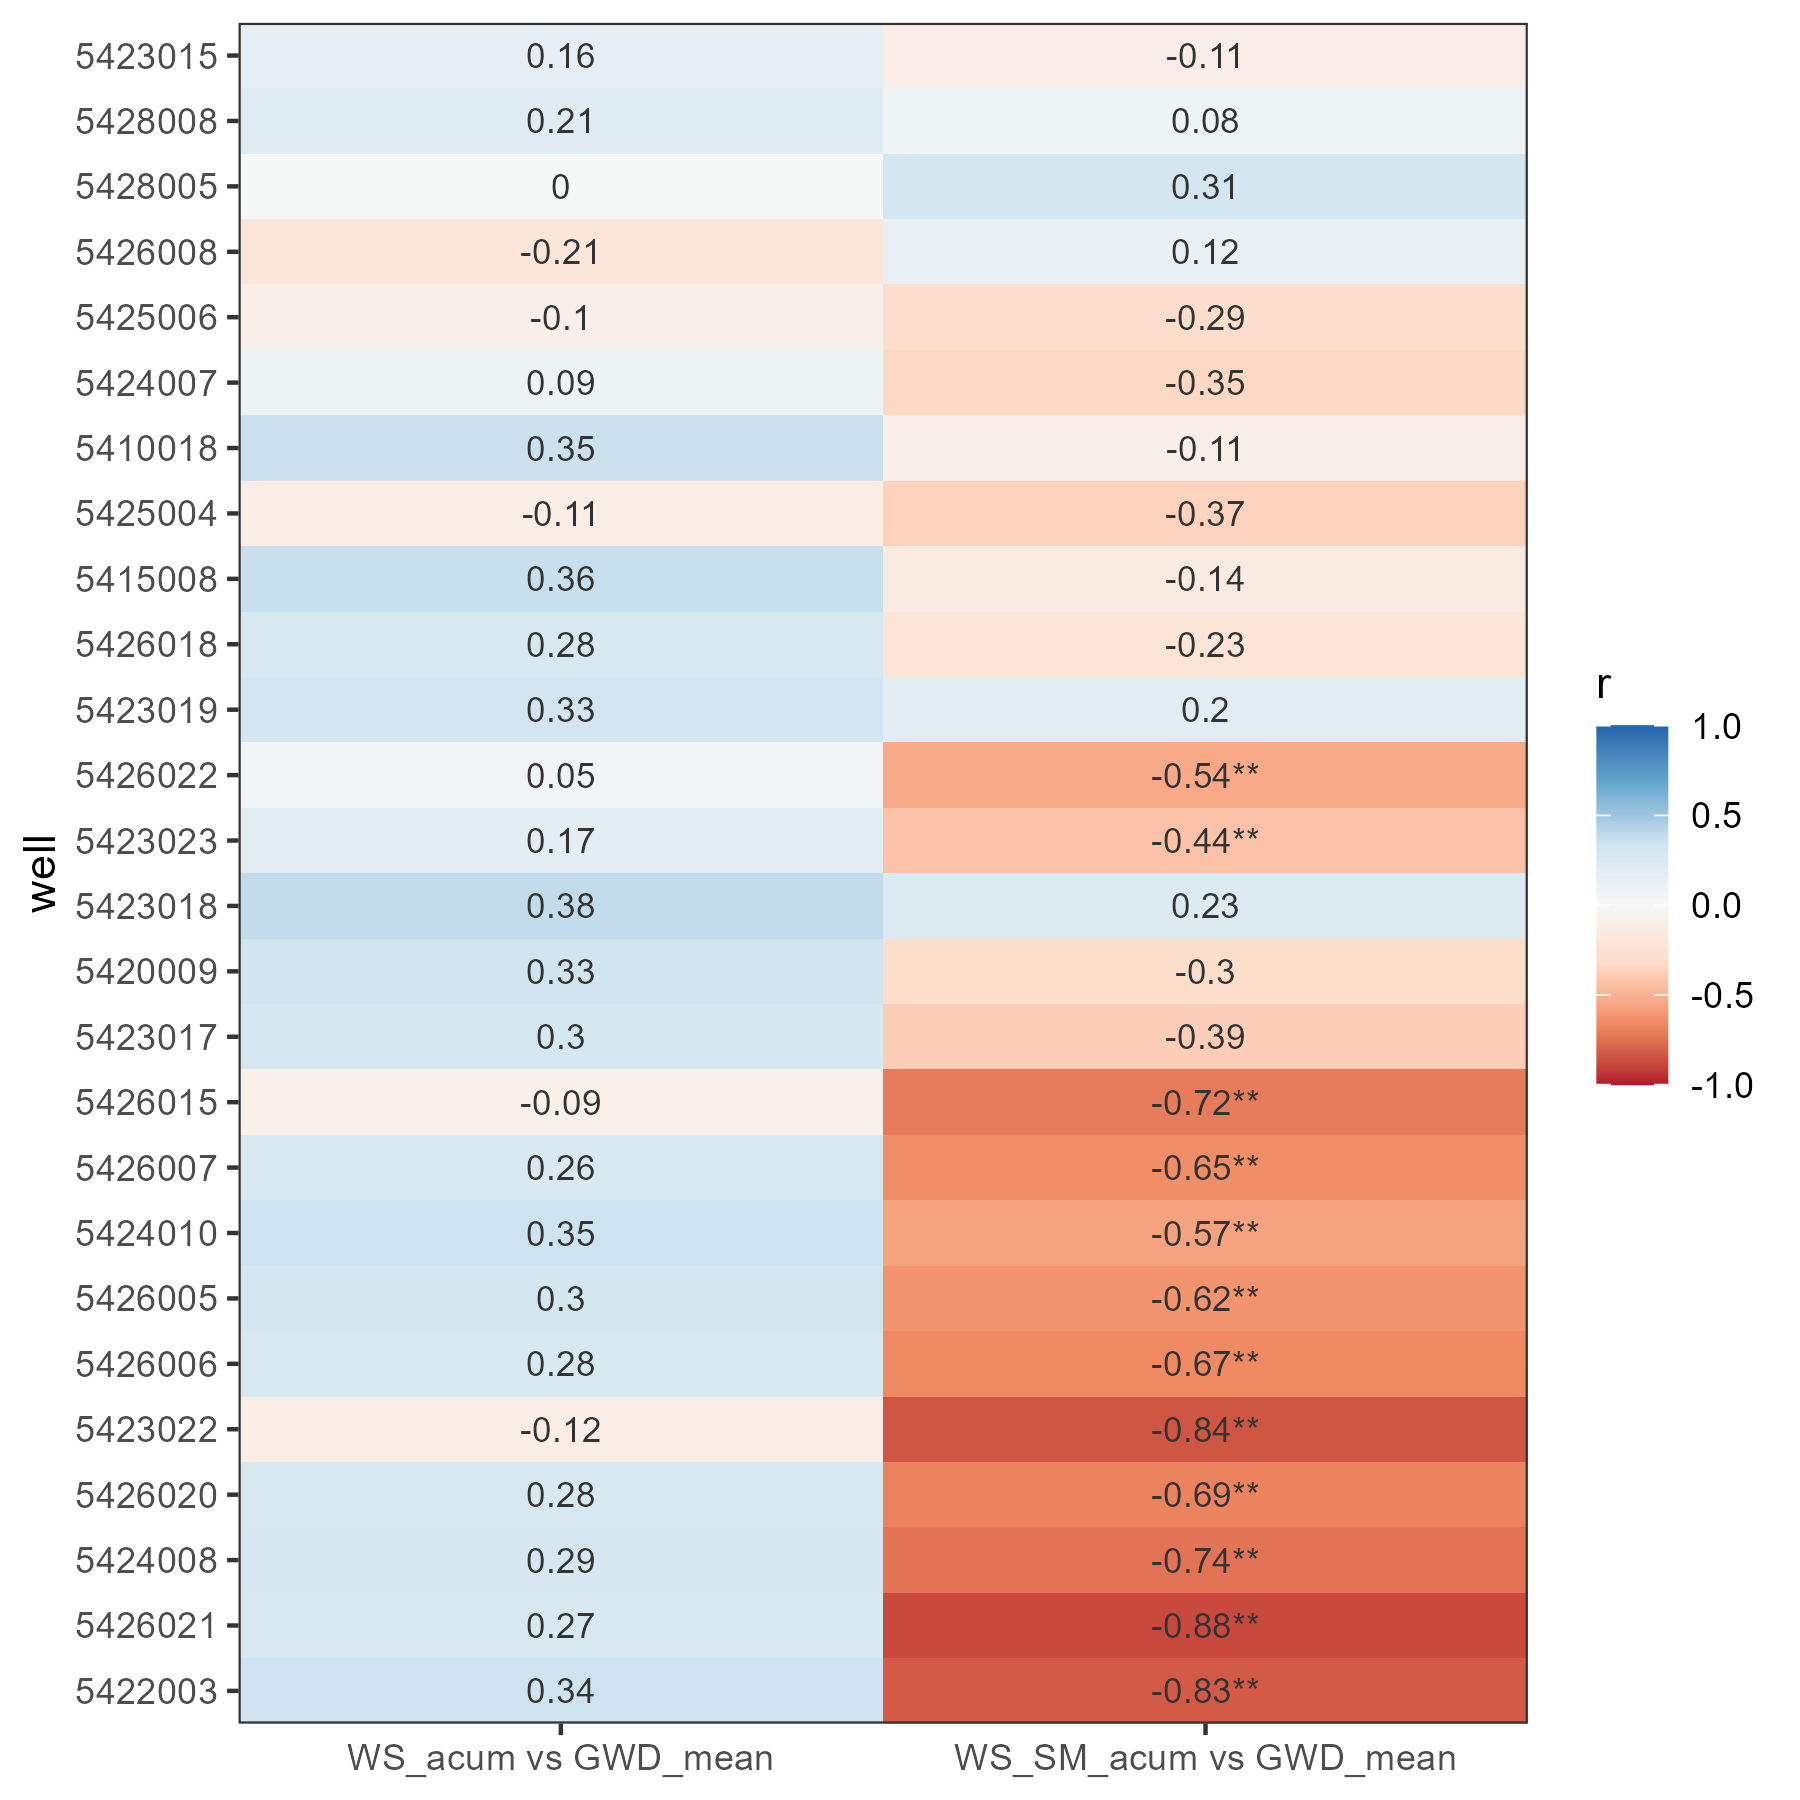 5423015 0.16 -0.11
5428008 0.21 0.08
5428005 0 0.31
5426008 -0.21 0.12
5425006 -0.1 -0.29
5424007 0.09 -0.35
5410018 0.35 -0.11
5425004 -0.11 -0.37
5415008 0.36 -0.14
5426018 0.28 -0.23
5423019 0.33 0.2
5426022 0.05 -0.54**
5423023 0.17 -0.44**
5423018 0.38 0.23
5420009 0.33 -0.3
5423017 0.3 -0.39
5426015 -0.09 -0.72**
5426007 0.26 -0.65**
5424010 0.35 -0.57**
5426005 0.3 -0.62**
5426006 0.28 -0.67**
5423022 -0.12 -0.84**
5426020 0.28 -0.69**
5424008 0.29 -0.74**
5426021 0.27 -0.88**
5422003 0.34 -0.83**
WS_acum vs GWD_mean WS_SM_acum vs GWD_mean
well
r
1.0
0.5
0.0
-0.5
-1.0